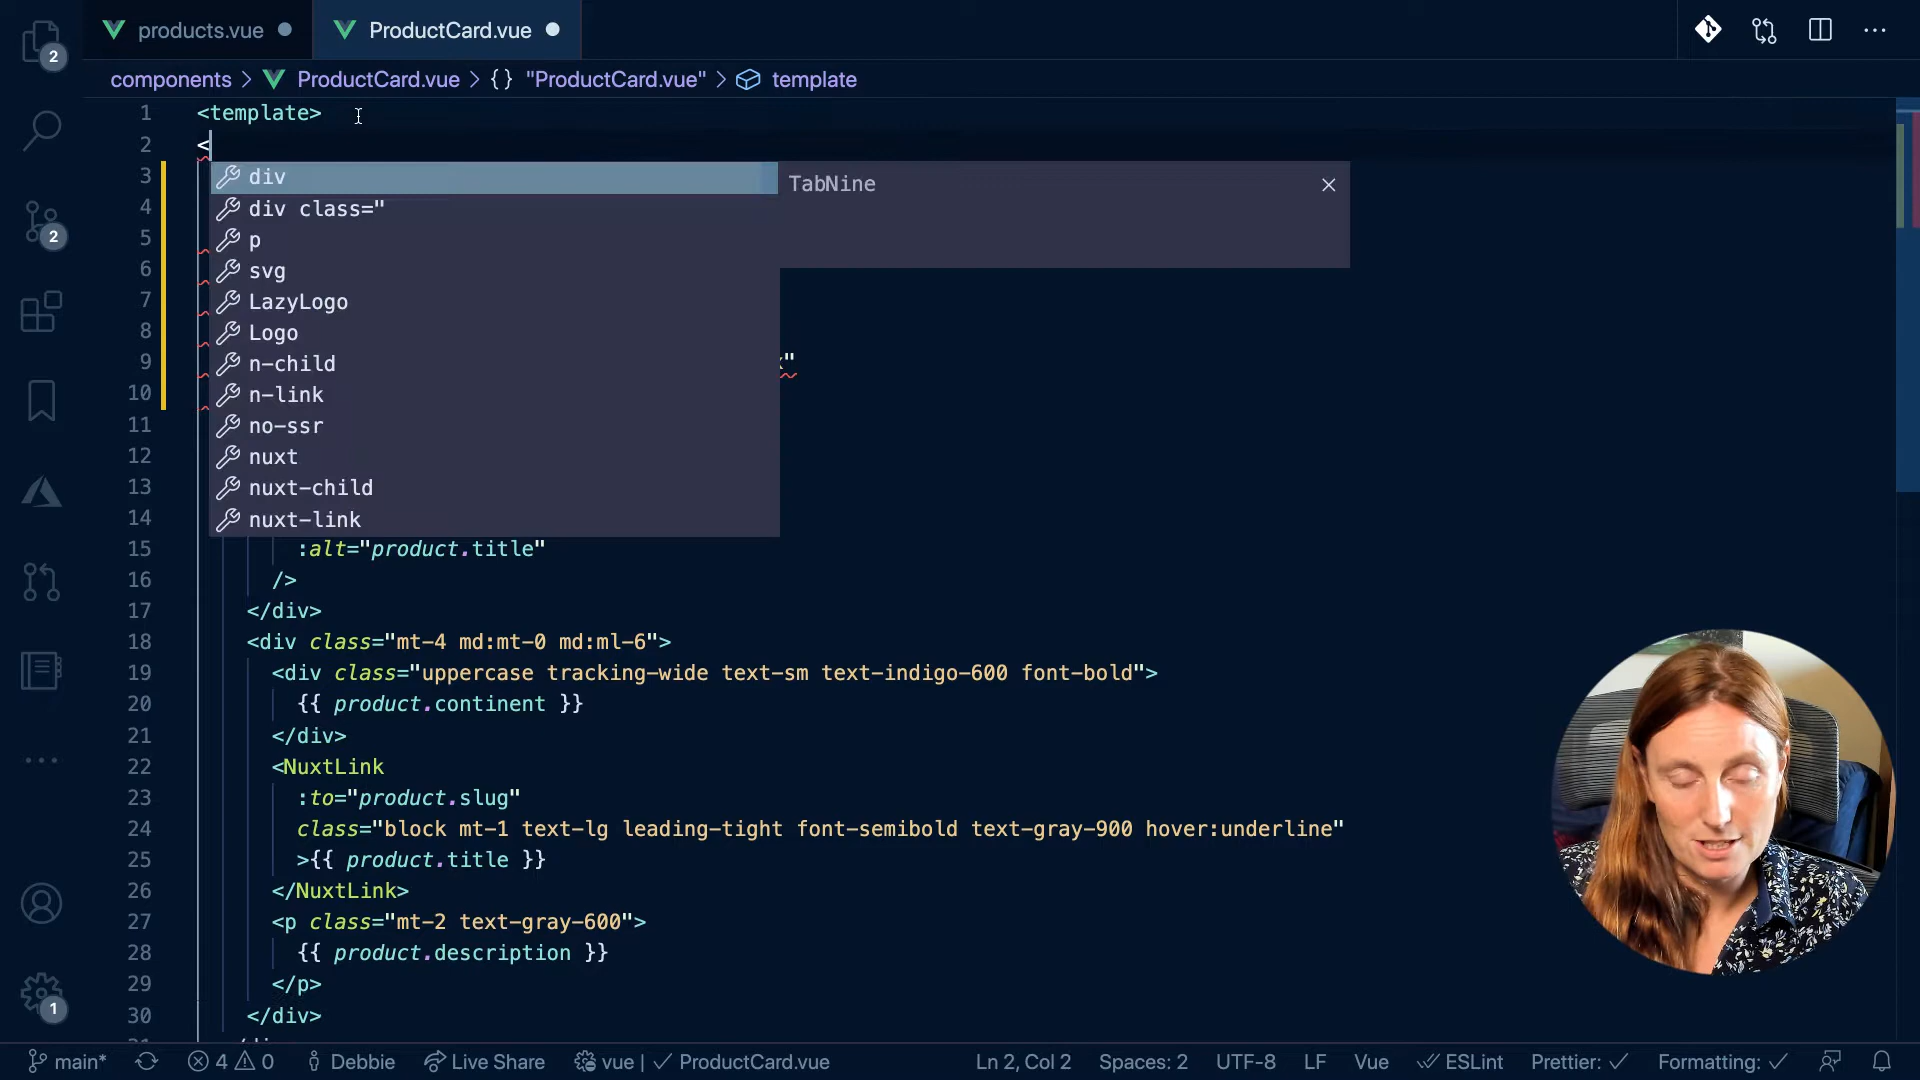 products.vue
ProductCard.vue
components > ProductCard.vue > {} "ProductCard.vue" > template
2
2
1
1 <template>
2 <
3
4
5
6
7
8
9 "
10
11
12
13
14
div
div class="
p
svg
LazyLogo
Logo
n-child
n-link
no-ssr
nuxt
nuxt-child
nuxt-link
TabNine
15 :alt="product.title"
16 />
17 </div>
18 <div class="mt-4 md:mt-0 md:ml-6">
19 <div class="uppercase tracking-wide text-sm text-indigo-600 font-bold">
20 {{ product.continent }}
21 </div>
22 <NuxtLink
23 :to="product.slug"
24 class="block mt-1 text-lg leading-tight font-semibold text-gray-900 hover:underline"
25 >{{ product.title }}
26 </NuxtLink>
27 <p class="mt-2 text-gray-600">
28 {{ product.description }}
29 </p>
30 </div>
main* 4 0 Debbie Live Share vue | ✓ ProductCard.vue Ln 2, Col 2 Spaces: 2 UTF-8 LF Vue ESLint Prettier: ✓ Formatting: ✓